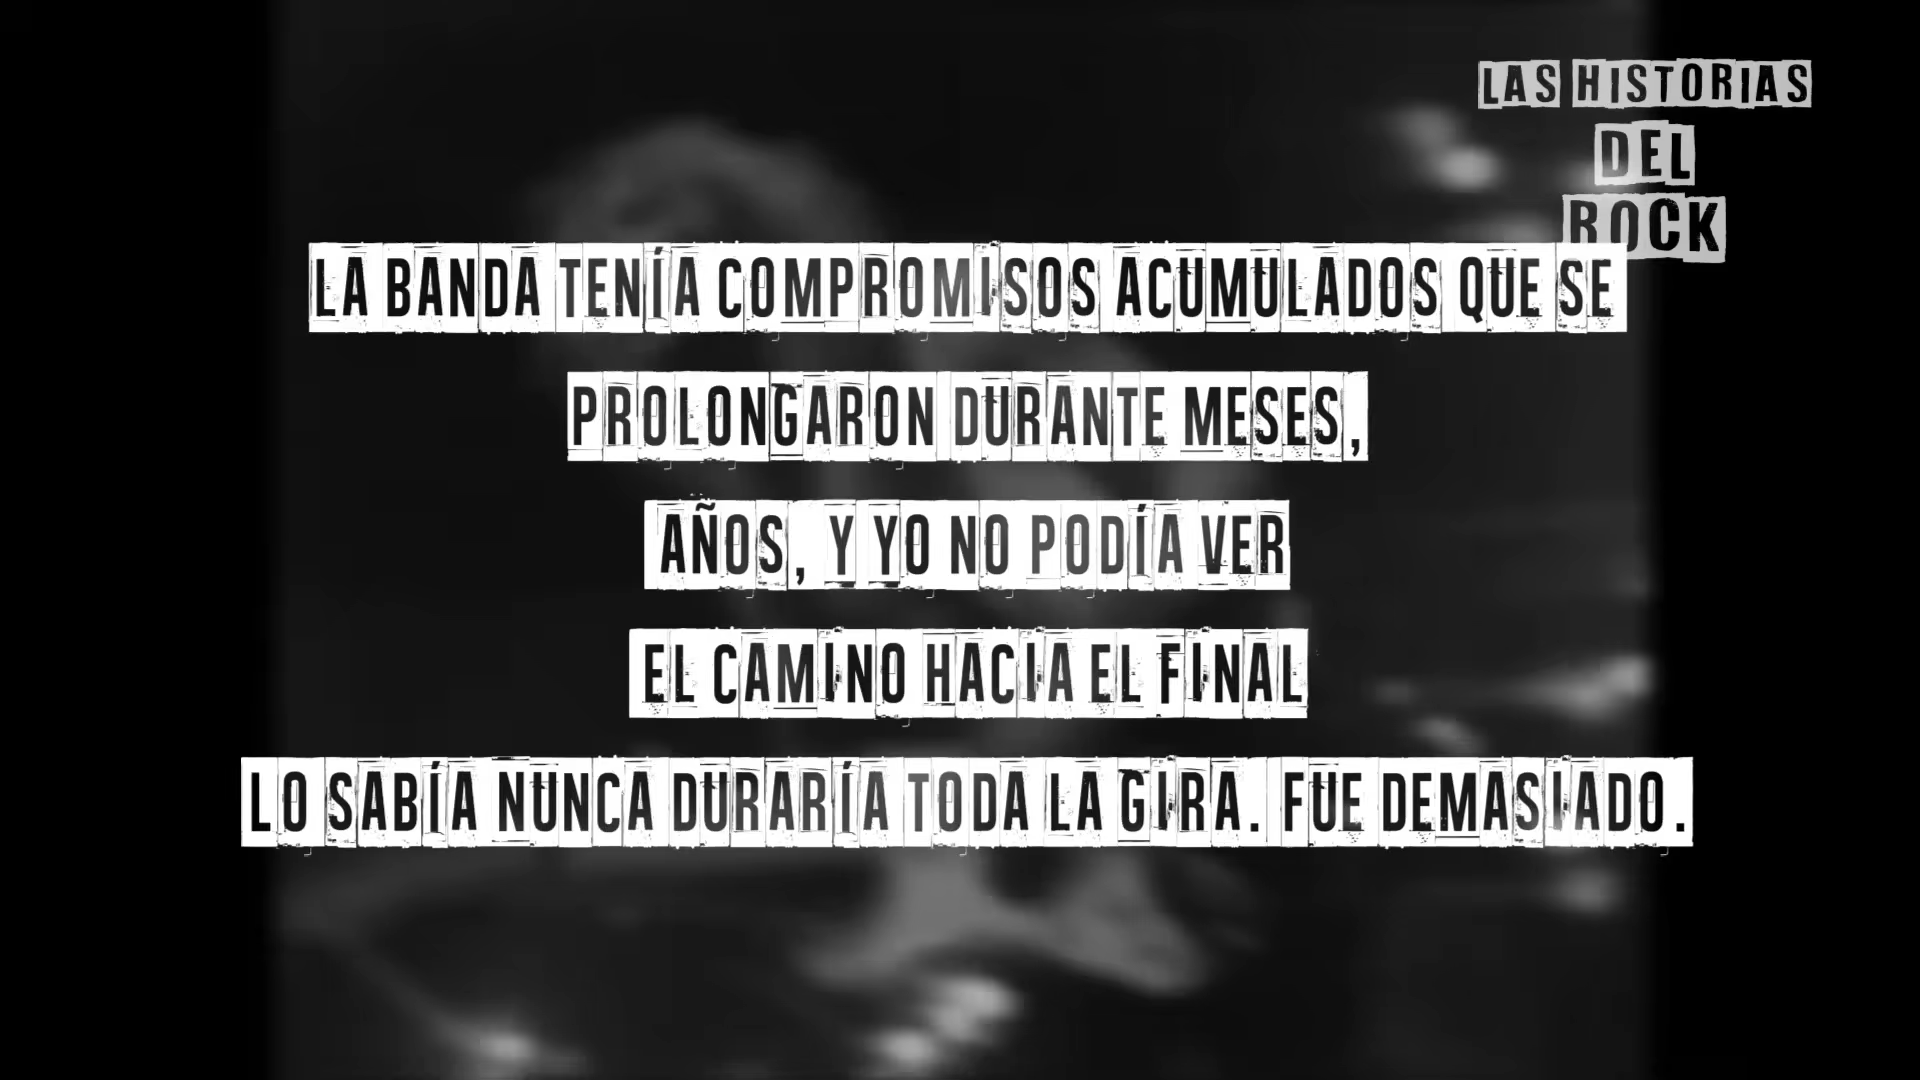 LAS HISTORIAS
DEL
ROCK
LA BANDA TENÍA COMPROMISOS ACUMULADOS QUE SE
PROLONGARON DURANTE MESES,
AÑOS, Y YO NO PODÍA VER
EL CAMINO HACIA EL FINAL
LO SABÍA NUNCA DURARÍA TODA LA GIRA. FUE DEMASIADO.